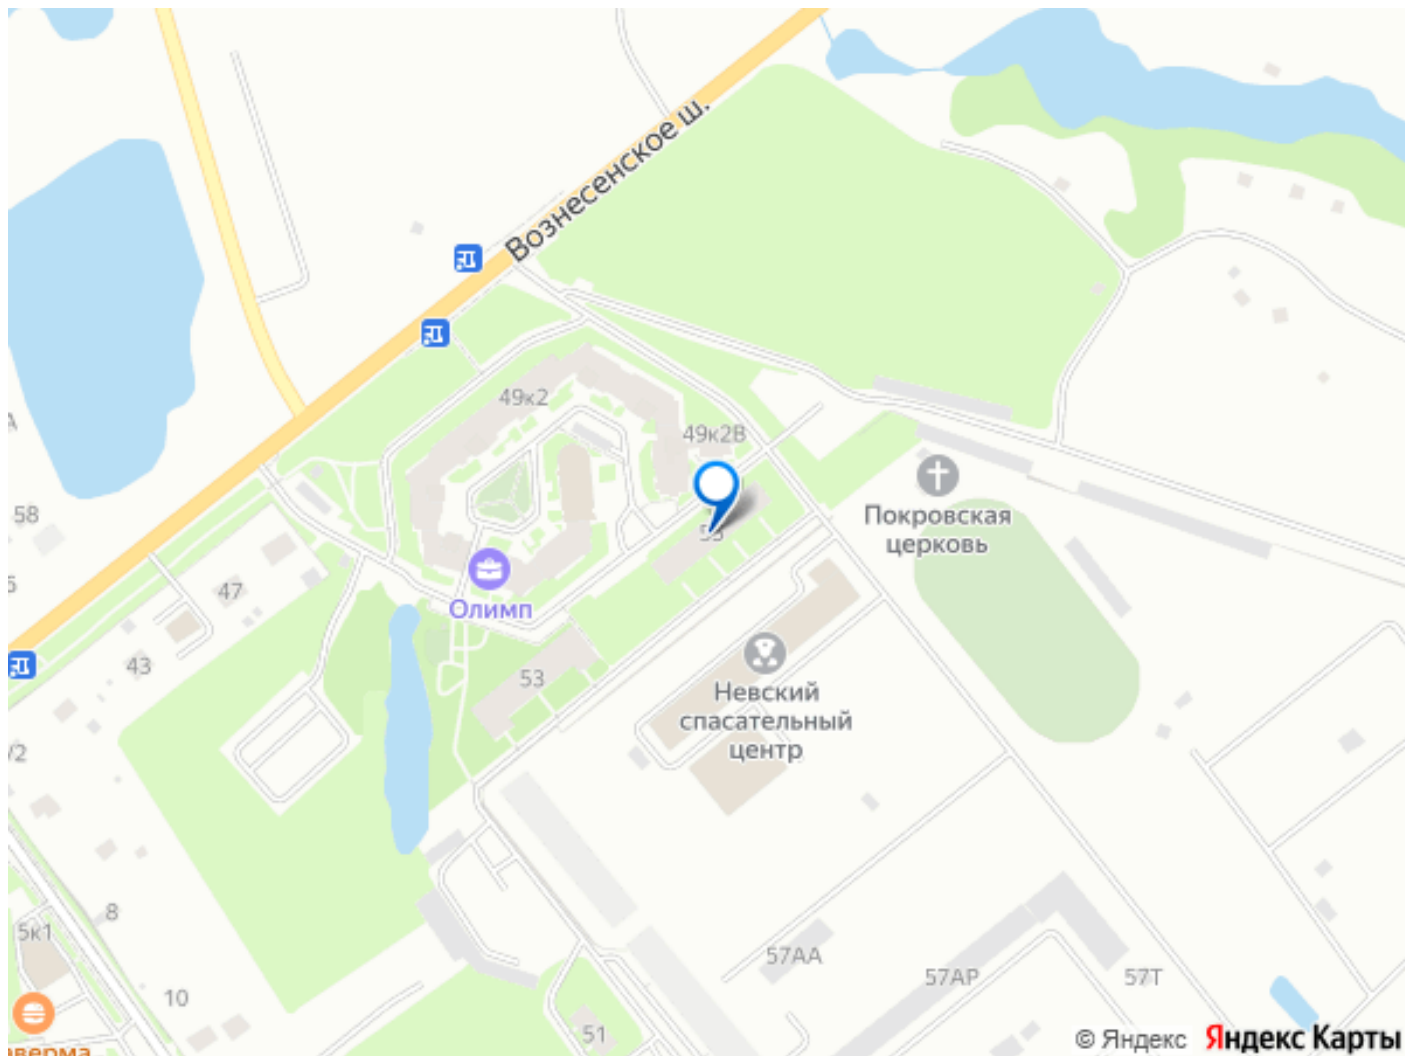 Вознесенское ш.
49к2
49к2В
58
Покровская
церковь
47
Олимп
43
53
Невский
спасательный
центр
8
5к1
57АА
57АР
57Т
10
51
© Яндекс
Яндекс Карты